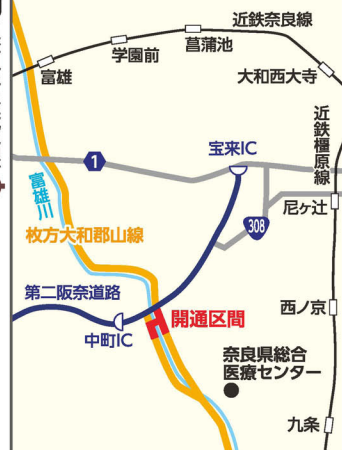 近鉄奈良線
菖蒲池
学園前
富雄
大和西大寺
宝来IC
近鉄橿原線
1
富雄川
枚方大和郡山線
308
尼ヶ辻
第二阪奈道路
開通区間
西ノ京
中町IC
奈良県総合
医療センター
九条